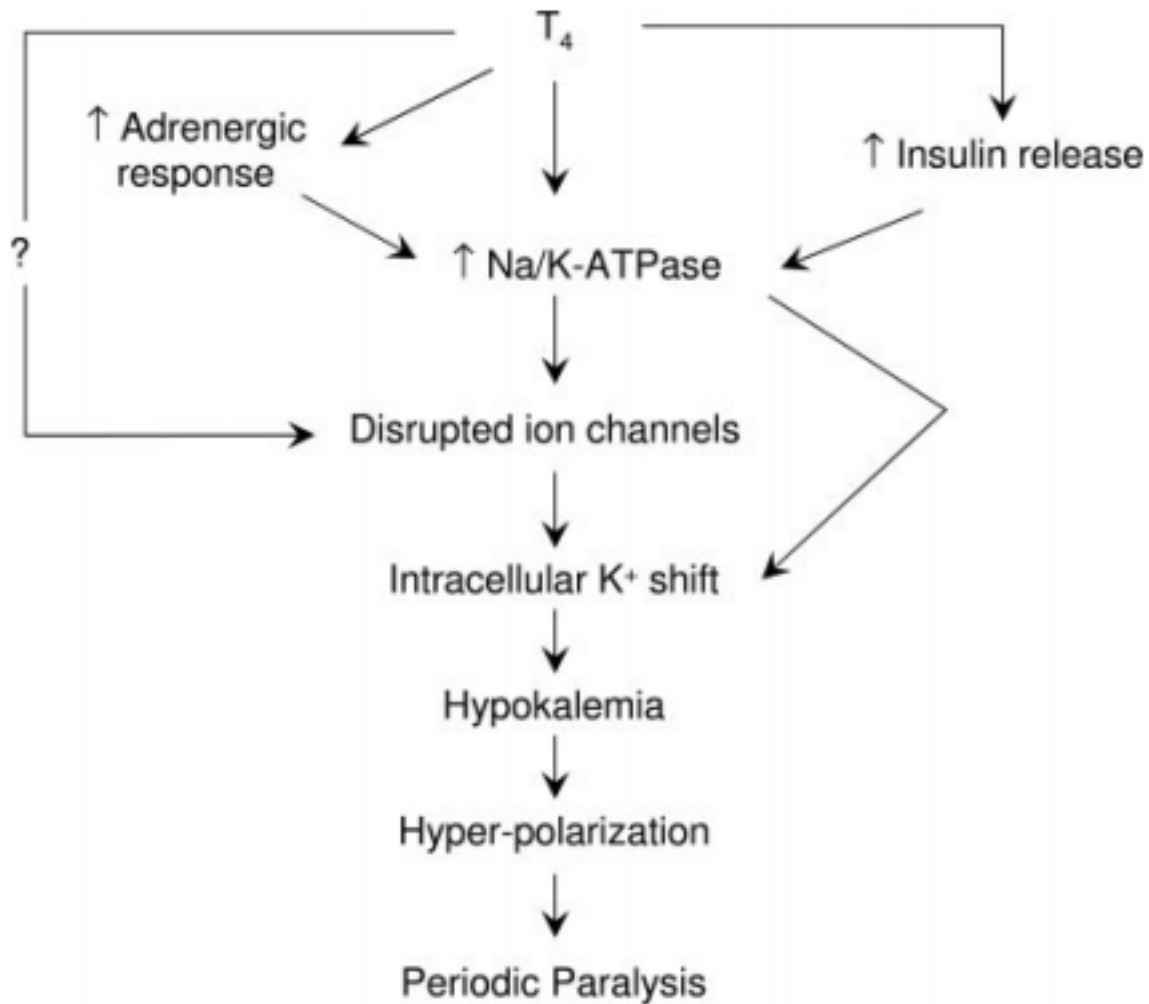 T₄
↑ Adrenergic
response
↑ Insulin release
?
↑ Na/K-ATPase
Disrupted ion channels
Intracellular K⁺ shift
Hypokalemia
Hyper-polarization
Periodic Paralysis